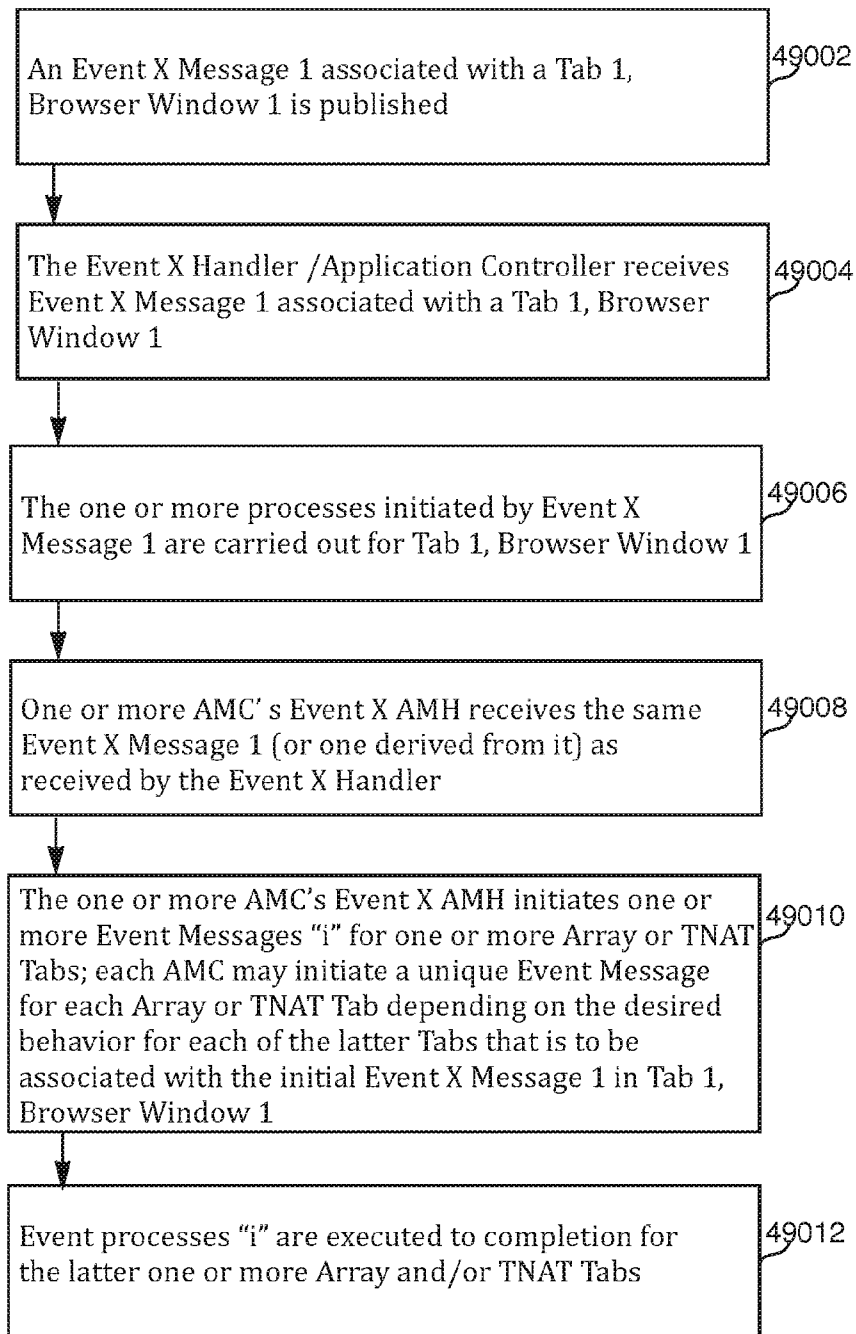 An Event X Message 1 associated with a Tab 1,
Browser Window 1 is published
49002
The Event X Handler /Application Controller receives
Event X Message 1 associated with a Tab 1, Browser
Window 1
49004
The one or more processes initiated by Event X
Message 1 are carried out for Tab 1, Browser Window 1
49006
One or more AMC' s Event X AMH receives the same
Event X Message 1 (or one derived from it) as
received by the Event X Handler
49008
The one or more AMC's Event X AMH initiates one or
more Event Messages “i” for one or more Array or TNAT
Tabs; each AMC may initiate a unique Event Message
for each Array or TNAT Tab depending on the desired
behavior for each of the latter Tabs that is to be
associated with the initial Event X Message 1 in Tab 1,
Browser Window 1
49010
Event processes “i” are executed to completion for
the latter one or more Array and/or TNAT Tabs
49012